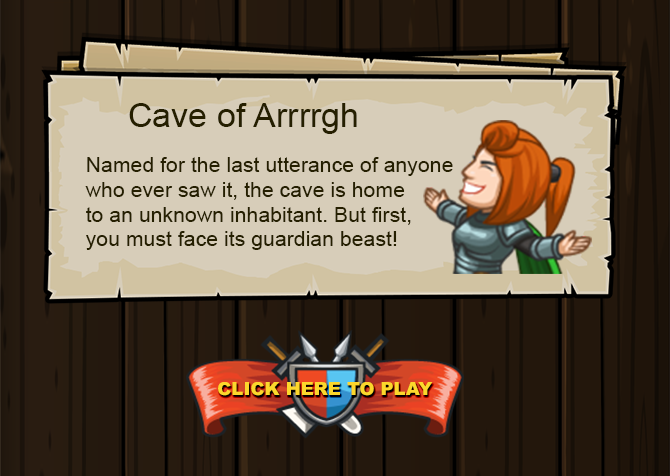 Cave of Arrrrgh
Named for the last utterance of anyone
who ever saw it, the cave is home
to an unknown inhabitant. But first,
you must face its guardian beast!
CLICK HERE TO PLAY